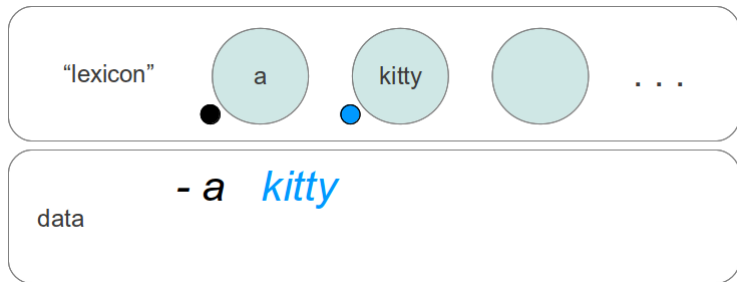 “lexicon” a kitty . . .
- a kitty
data